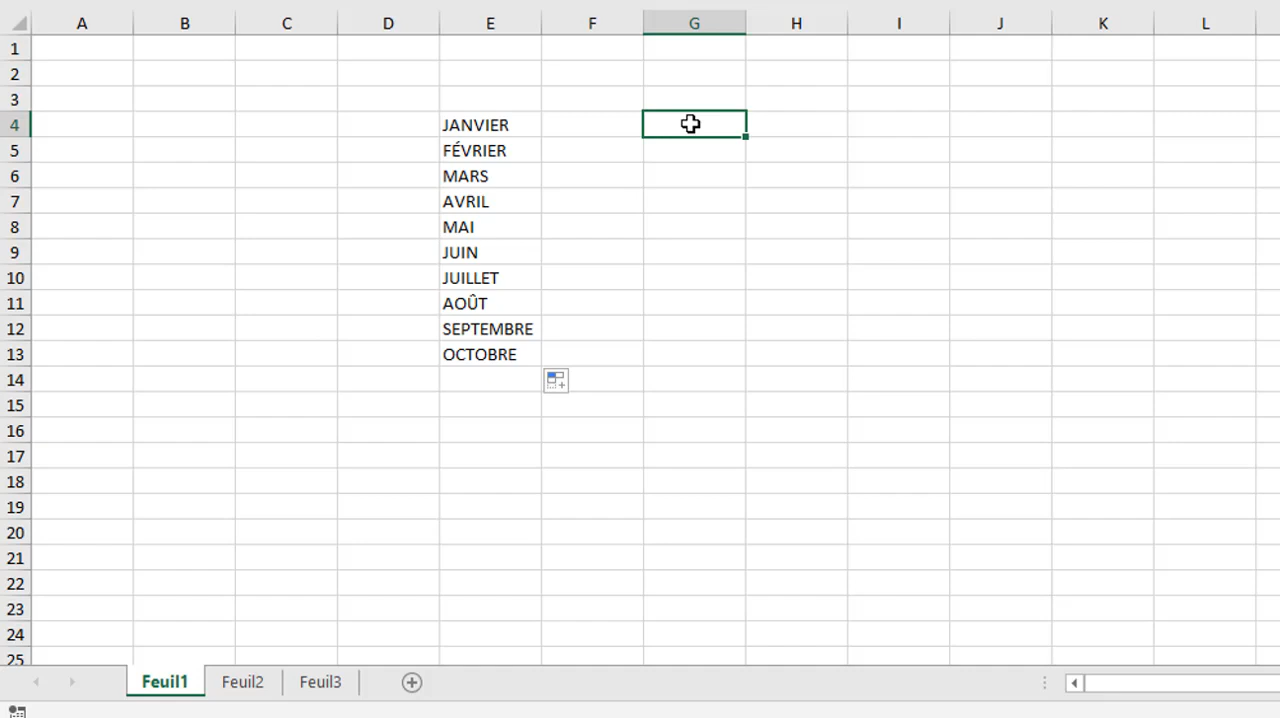 A B C D E F G H I J K L
1
2
3
4 JANVIER
5 FÉVRIER
6 MARS
7 AVRIL
8 MAI
9 JUIN
10 JUILLET
11 AOÛT
12 SEPTEMBRE
13 OCTOBRE
14
15
16
17
18
19
20
21
22
23
24
25
Feuil1 Feuil2 Feuil3